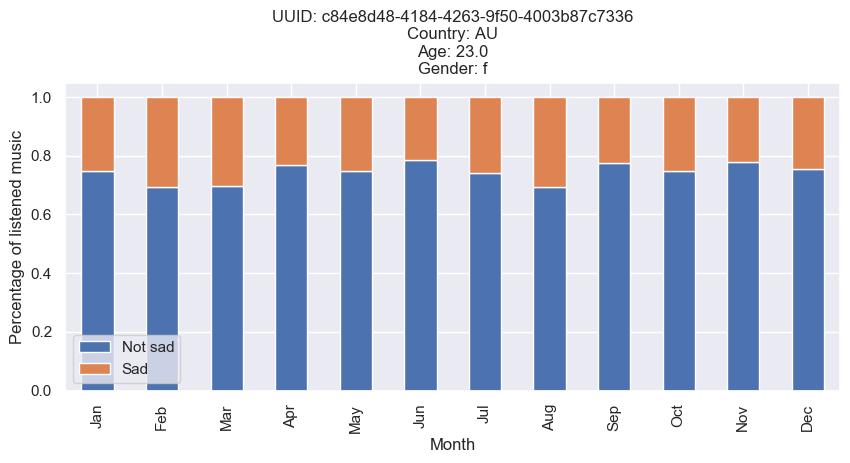 UUID: c84e8d48-4184-4263-9f50-4003b87c7336
Country: AU
Age: 23.0
Gender: f
Percentage of listened music
1.0
0.8
0.6
0.4
0.2
0.0
Not sad
Sad
Jan
Feb
Mar
Apr
May
Jun
Jul
Aug
Sep
Oct
Nov
Dec
Month